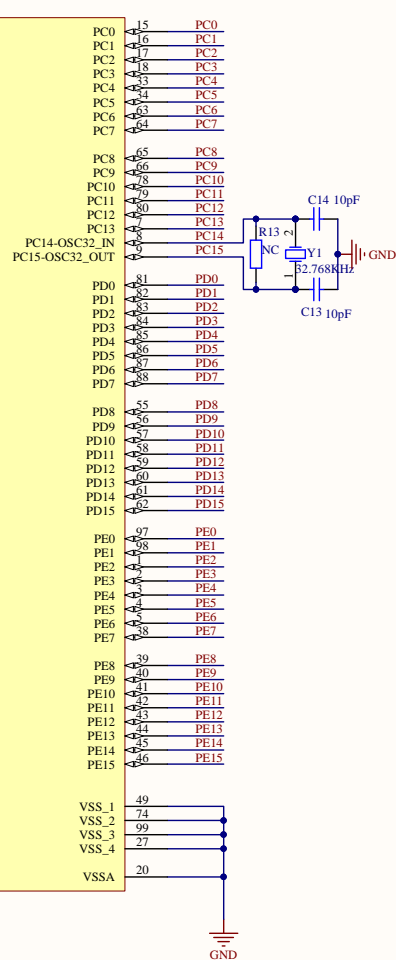 PC0 15 PC0
PC1 16 PC1
PC2 17 PC2
PC3 18 PC3
PC4 33 PC4
PC5 34 PC5
PC6 63 PC6
PC7 64 PC7
PC8 65 PC8
PC9 66 PC9
PC10 78 PC10
PC11 79 PC11
PC12 80 PC12
PC13 7 PC13
PC14-OSC32_IN 8 PC14
PC15-OSC32_OUT 9 PC15
C14 10pF
R13
NC
2
Y1
1
32.768KHz
GND
C13 10pF
PD0 81 PD0
PD1 82 PD1
PD2 83 PD2
PD3 84 PD3
PD4 85 PD4
PD5 86 PD5
PD6 87 PD6
PD7 88 PD7
PD8 55 PD8
PD9 56 PD9
PD10 57 PD10
PD11 58 PD11
PD12 59 PD12
PD13 60 PD13
PD14 61 PD14
PD15 62 PD15
PE0 97 PE0
PE1 98 PE1
PE2 1 PE2
PE3 2 PE3
PE4 3 PE4
PE5 4 PE5
PE6 5 PE6
PE7 38 PE7
PE8 39 PE8
PE9 40 PE9
PE10 41 PE10
PE11 42 PE11
PE12 43 PE12
PE13 44 PE13
PE14 45 PE14
PE15 46 PE15
VSS_1 49
VSS_2 74
VSS_3 99
VSS_4 27
VSSA 20
GND